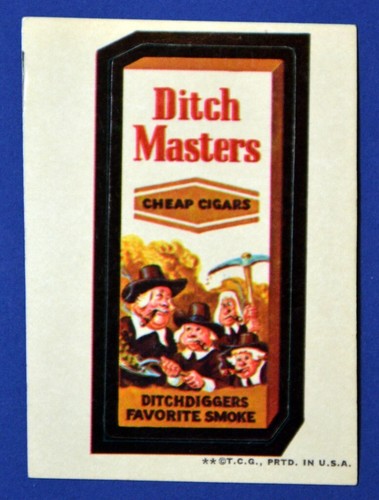 Ditch
Masters
CHEAP CIGARS
DITCHDIGGERS
FAVORITE SMOKE
**©T.C.G., PRTD. IN U.S.A.